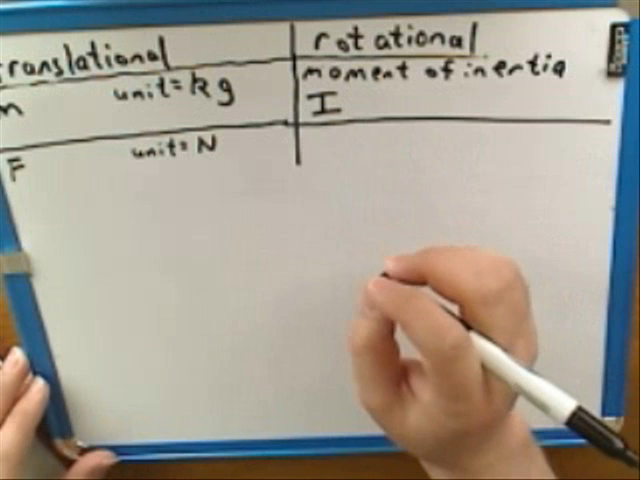 ranslational
rotational
m unit=kg
moment of inertia
I
F unit=N